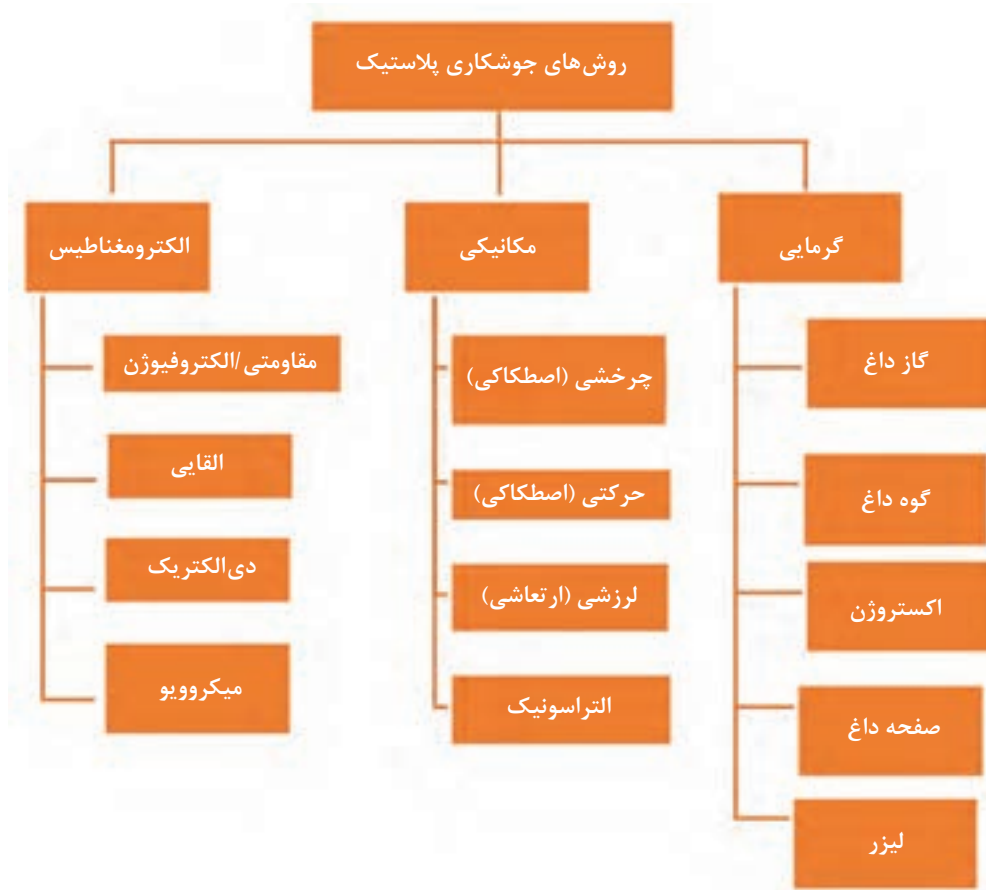 روش‌های جوشکاری پلاستیک
گرمایی
گاز داغ
گوه داغ
اکستروژن
صفحه داغ
لیزر
مکانیکی
چرخشی (اصطکاکی)
حرکتی (اصطکاکی)
لرزشی (ارتعاشی)
التراسونیک
الکترومغناطیس
مقاومتی/الکتروفیوژن
القایی
دی‌الکتریک
میکروویو